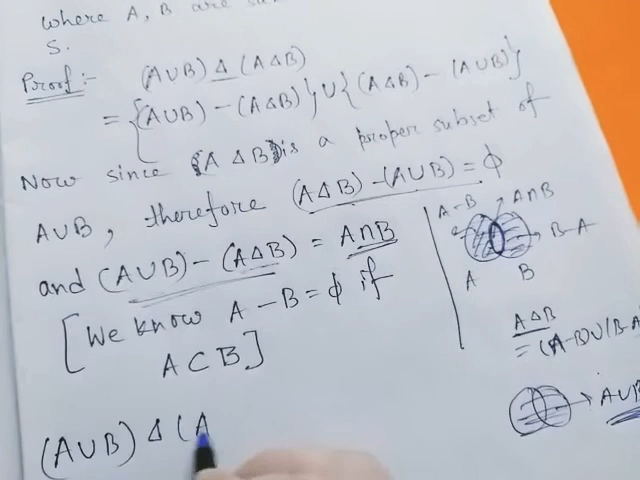 where A, B are
S.
Proof :- (A∪B) Δ (AΔB)
= {(A∪B) – (AΔB)} ∪ {(AΔB) – (A∪B)}
Now since (A Δ B) is a proper subset of
A∪B, therefore (AΔB) – (A∪B) = ϕ
and (A∪B) – (AΔB) = A∩B
[We know A – B = ϕ if
A ⊂ B]
(A∪B) Δ (A
A–B
A∩B
B–A
A B
AΔB
= (A–B)∪(B–A
A∪B